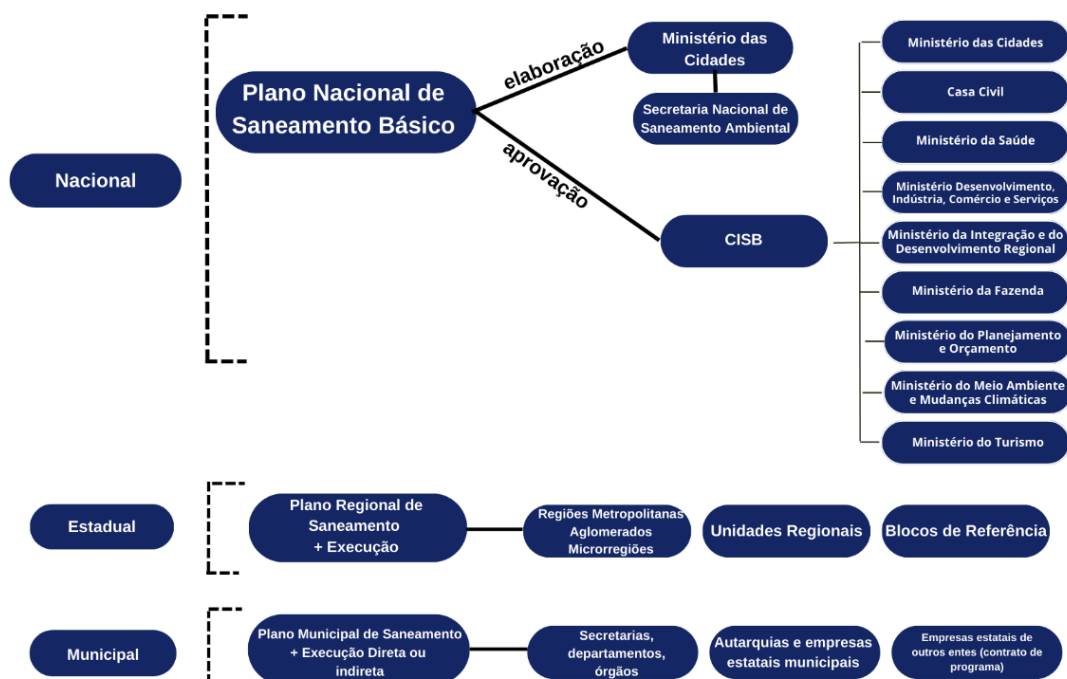 Nacional
Plano Nacional de
Saneamento Básico
elaboração
aprovação
Ministério das
Cidades
Secretaria Nacional de
Saneamento Ambiental
CISB
Ministério das Cidades
Casa Civil
Ministério da Saúde
Ministério Desenvolvimento,
Indústria, Comércio e Serviços
Ministério da Integração e do
Desenvolvimento Regional
Ministério da Fazenda
Ministério do Planejamento
e Orçamento
Ministério do Meio Ambiente
e Mudanças Climáticas
Ministério do Turismo
Estadual
Plano Regional de
Saneamento
+ Execução
Regiões Metropolitanas
Aglomerados
Microrregiões
Unidades Regionais
Blocos de Referência
Municipal
Plano Municipal de Saneamento
+ Execução Direta ou
indireta
Secretarias,
departamentos,
órgãos
Autarquias e empresas
estatais municipais
Empresas estatais de
outros entes (contrato de
programa)